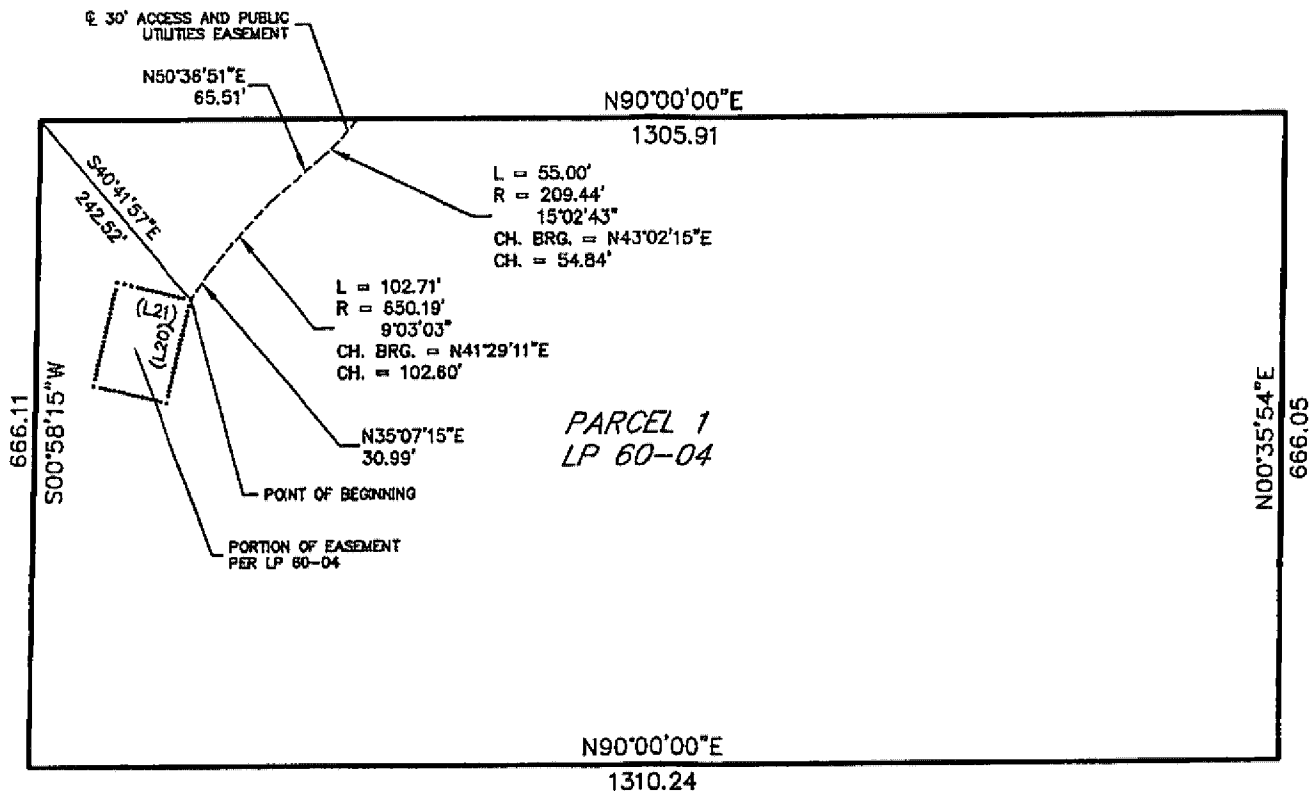 ℄ 30' ACCESS AND PUBLIC
UTILITIES EASEMENT
N50°36'51"E
65.51'
N90°00'00"E
1305.91
S40°41'57"E
242.52'
L = 55.00'
R = 209.44'
15°02'43"
CH. BRG. = N43°02'15"E
CH. = 54.84'
(L21)
(L20)
L = 102.71'
R = 650.19'
9°03'03"
CH. BRG. = N41°29'11"E
CH. = 102.60'
666.11
S00°58'15"W
N35°07'15"E
30.99'
PARCEL 1
LP 60-04
N00°35'54"E
666.05
POINT OF BEGINNING
PORTION OF EASEMENT
PER LP 60-04
N90°00'00"E
1310.24